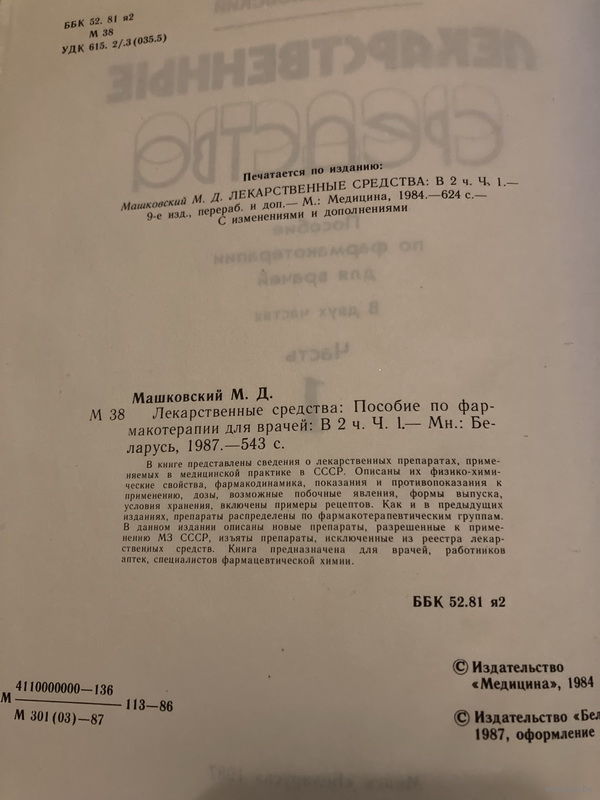 ББК 52. 81 я2
М 38
УДК 615. 2/.3 (035.5)
Печатается по изданию:
Машковский М. Д. ЛЕКАРСТВЕННЫЕ СРЕДСТВА: В 2 ч. Ч, 1.—
9-е изд., перераб. и доп.— М.: Медицина, 1984.—624 с.—
С изменениями и дополнениями
Машковский М. Д.
М 38 Лекарственные средства: Пособие по фар-
макотерапии для врачей: В 2 ч. Ч. 1.— Мн.: Бе-
ларусь, 1987.—543 с.
В книге представлены сведения о лекарственных препаратах, приме-
няемых в медицинской практике в СССР. Описаны их физико-хими-
ческие свойства, фармакодинамика, показания и противопоказания к
применению, дозы, возможные побочные явления, формы выпуска,
условия хранения, включены примеры рецептов. Как и в предыдущих
изданиях, препараты распределены по фармакотерапевтическим группам.
В данном издании описаны новые препараты, разрешенные к приме-
нению МЗ СССР, изъяты препараты, исключенные из реестра лекар-
ственных средств. Книга предназначена для врачей, работников
аптек, специалистов фармацевтической химии.
ББК 52.81 я2
4110000000—136
М 113—86
М 301 (03)—87
© Издательство
«Медицина», 1984
© Издательство «Бел
1987, оформление